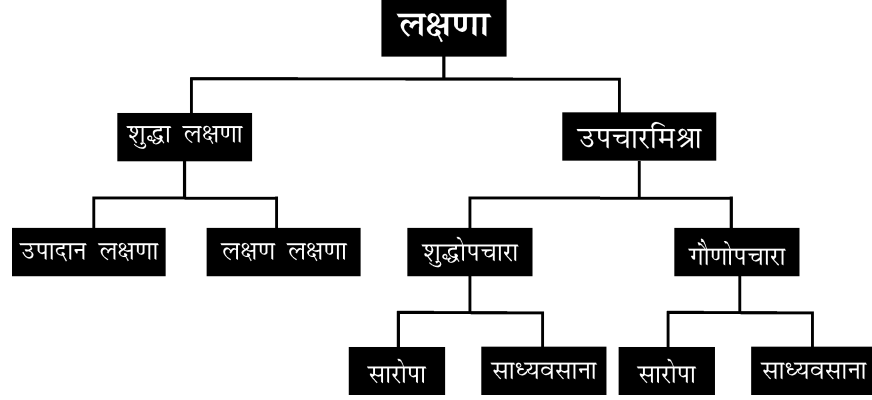 लक्षणा
शुद्धा लक्षणा
उपचारमिश्रा
उपादान लक्षणा
लक्षण लक्षणा
शुद्धोपचारा
गौणोपचारा
सारोपा
साध्यवसाना
सारोपा
साध्यवसाना